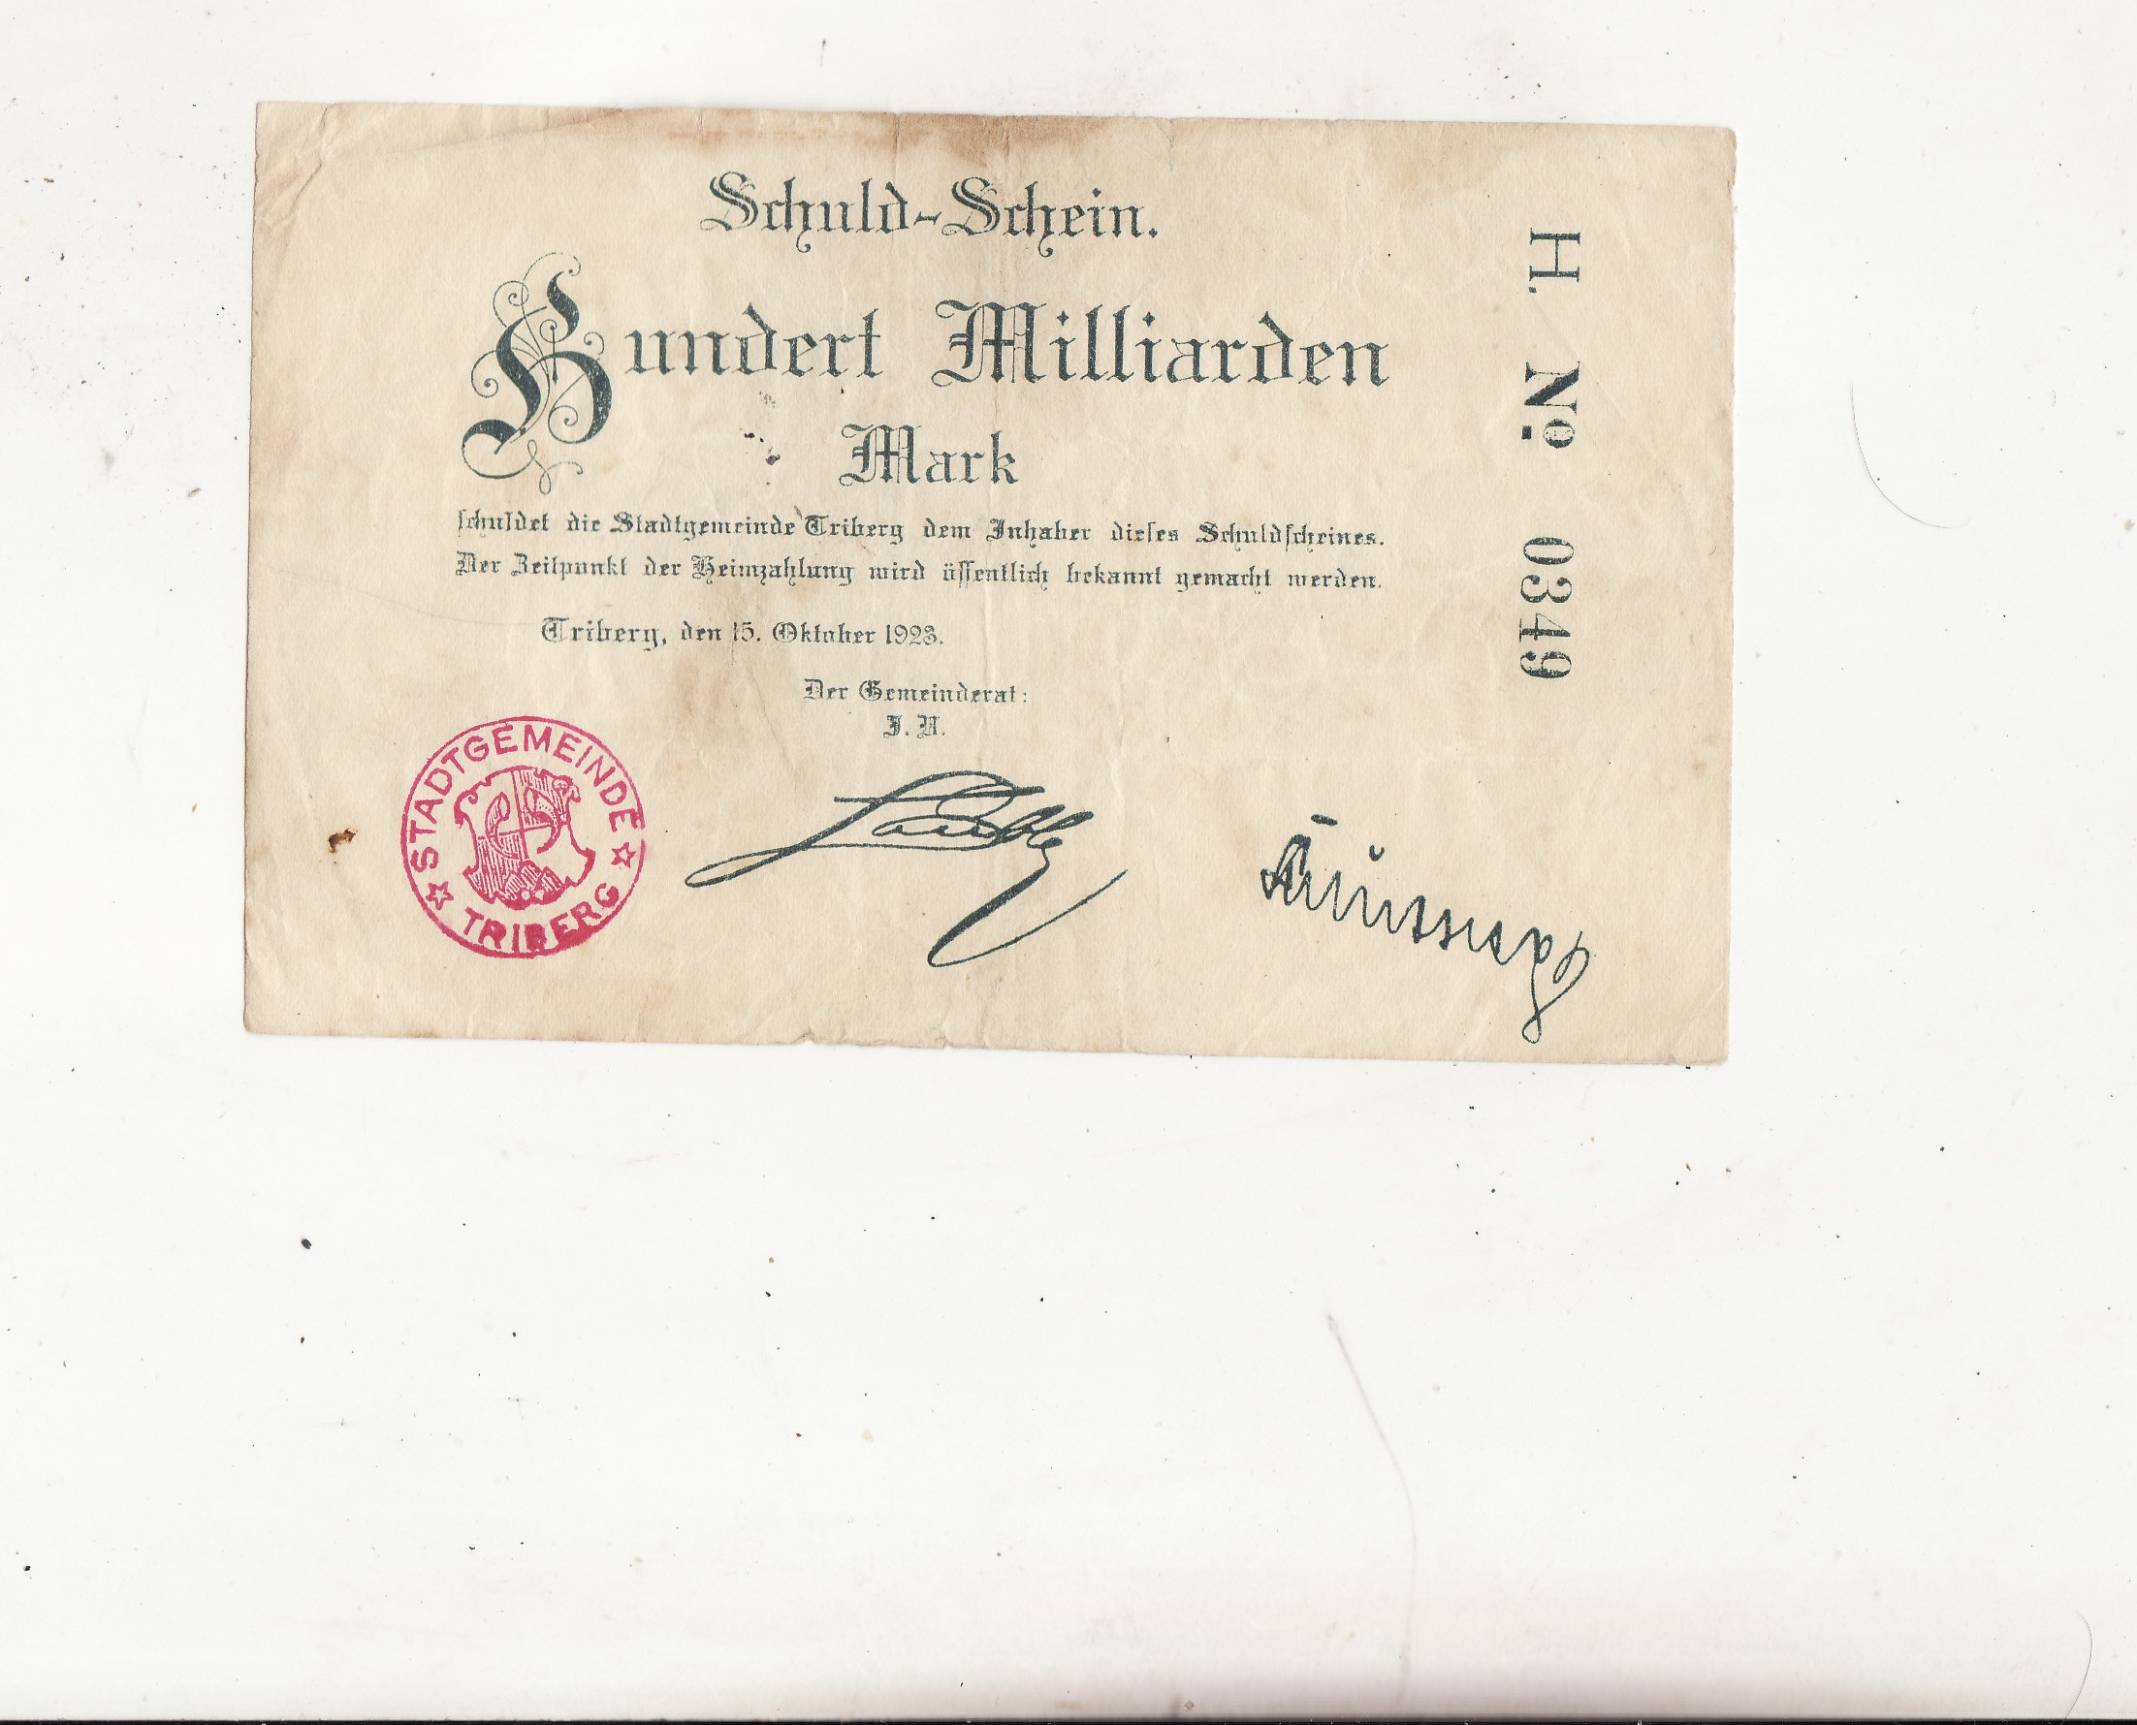 Schuld-Schein.
Hundert Milliarden
Mark
schuldet die Stadtgemeinde Triberg dem Inhaber dieses Schuldscheines.
Der Zeitpunkt der Heimzahlung wird öffentlich bekannt gemacht werden.
Triberg, den 15. Oktober 1923.
Der Gemeinderat:
I. V.
STADTGEMEINDE
TRIBERG
H. No. 0349